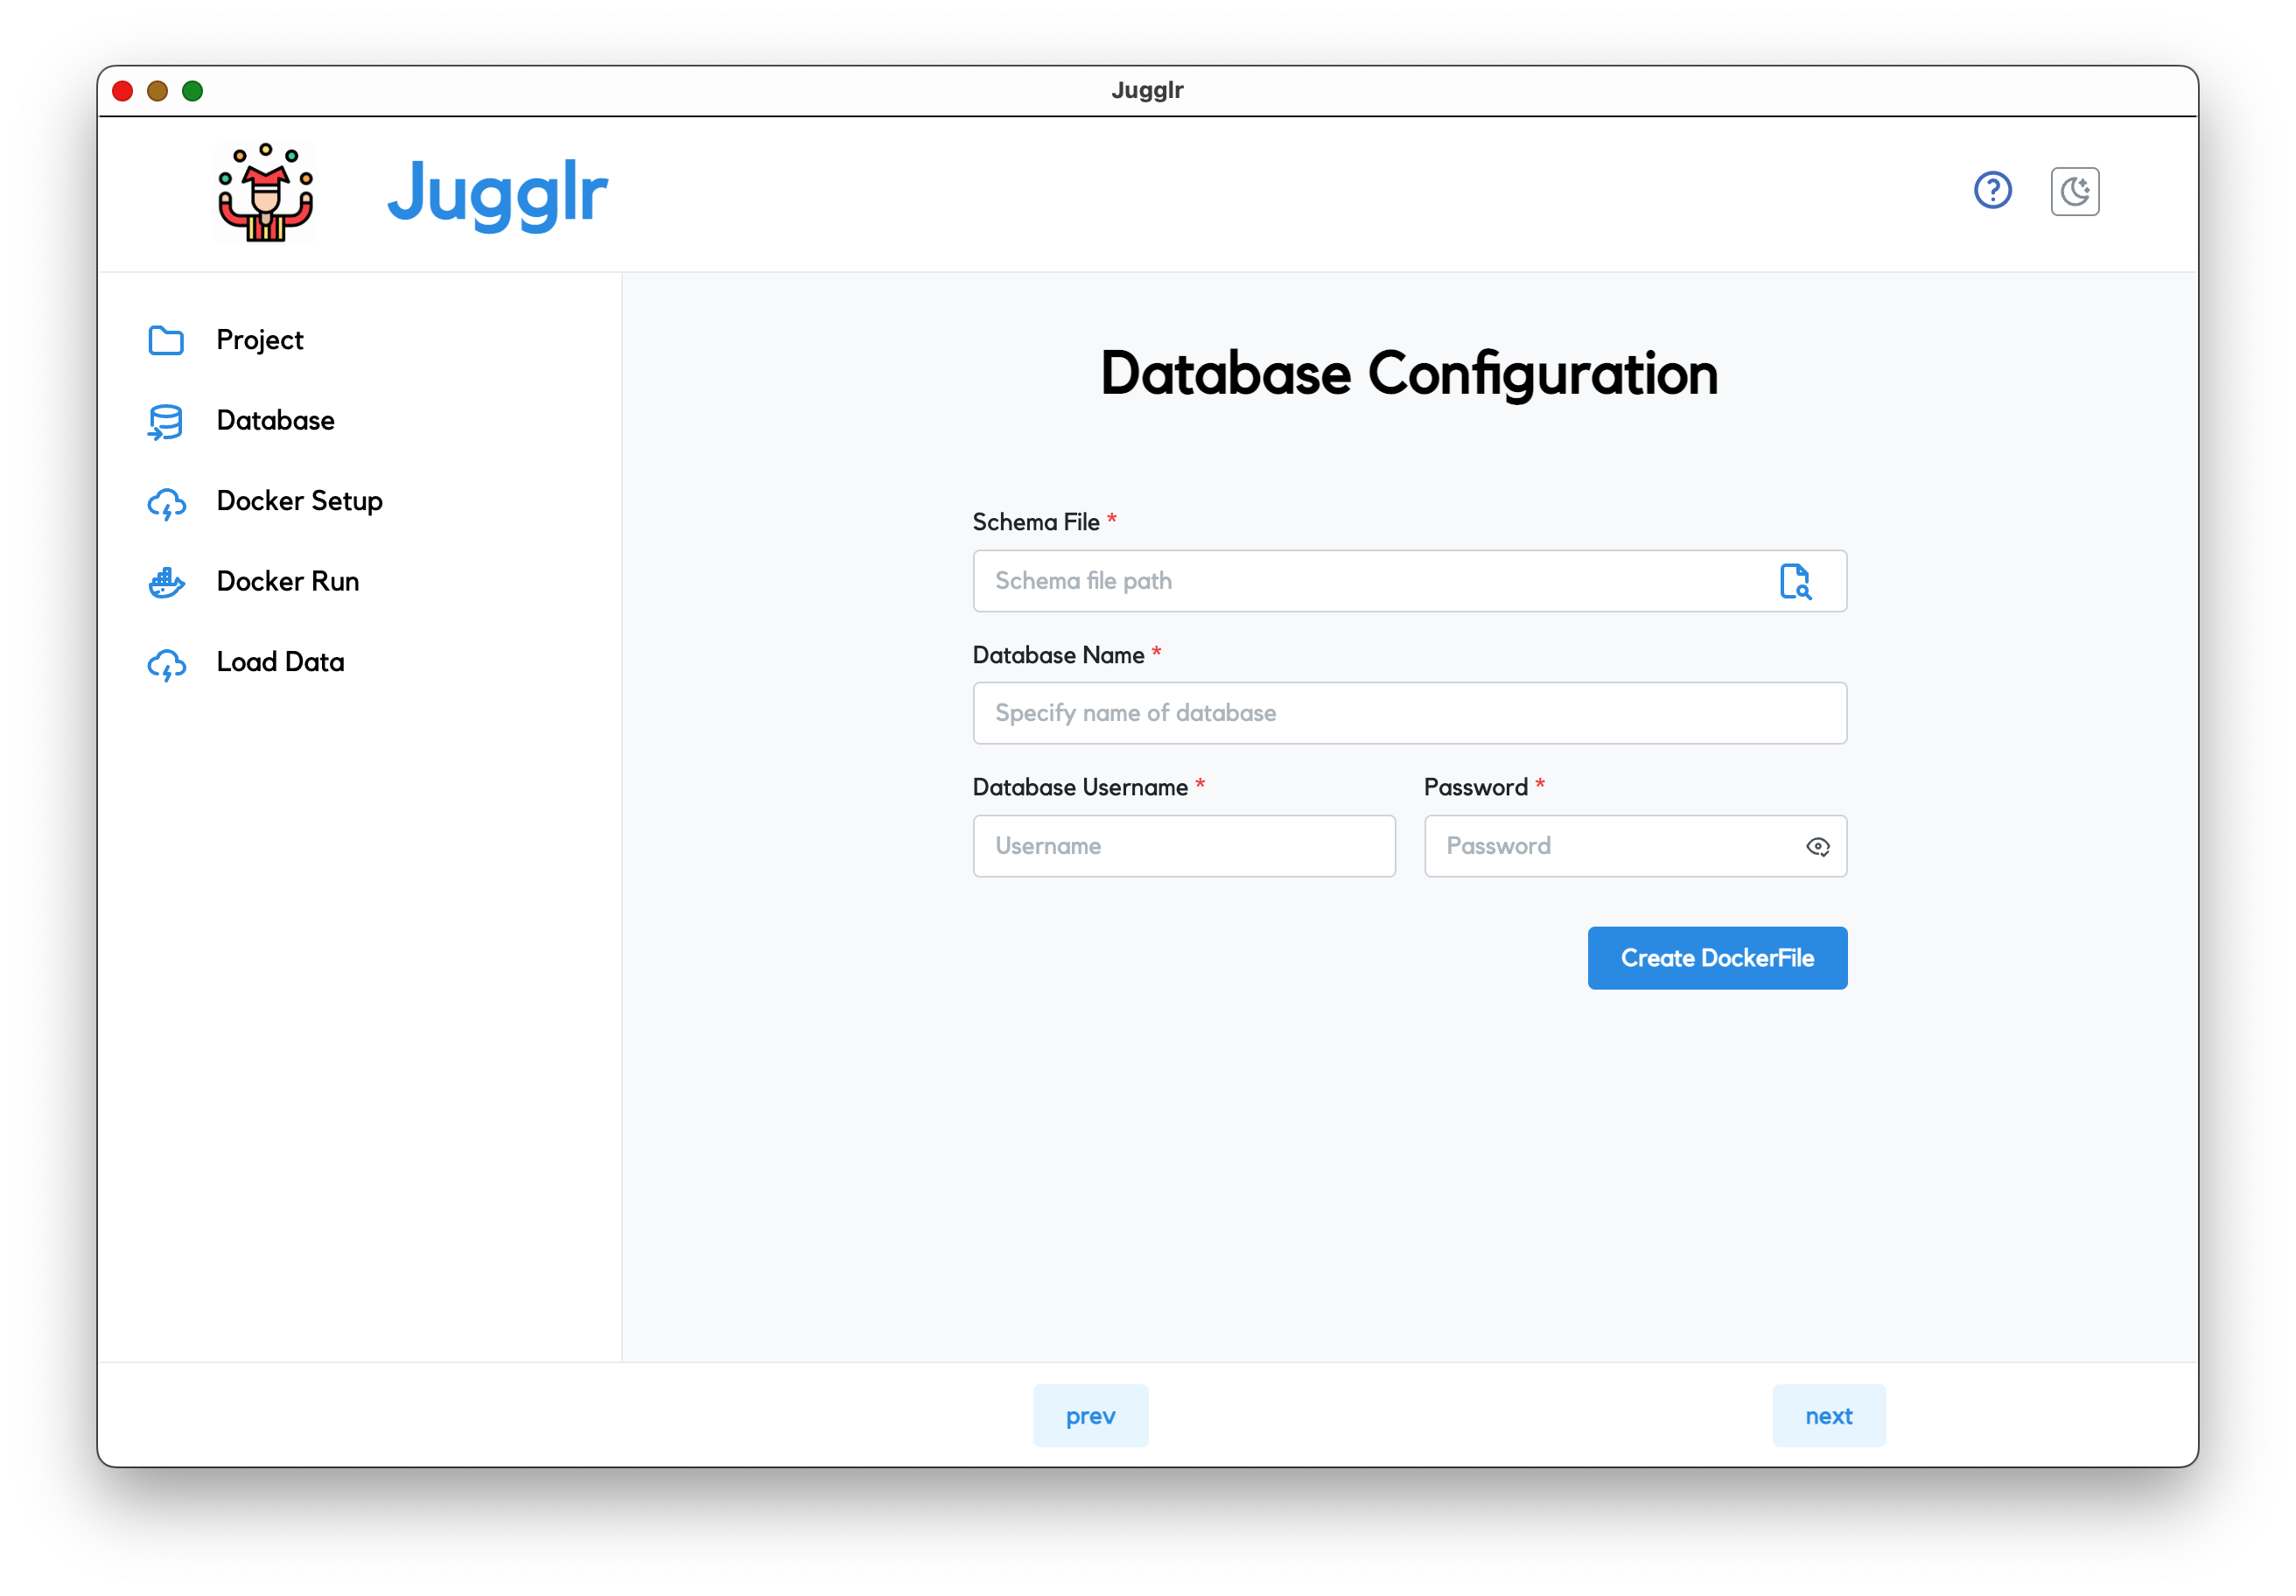 Jugglr
Jugglr
Project
Database
Docker Setup
Docker Run
Load Data
Database Configuration
Schema File *
Schema file path
Database Name *
Specify name of database
Database Username * Password *
Username Password
Create DockerFile
prev next